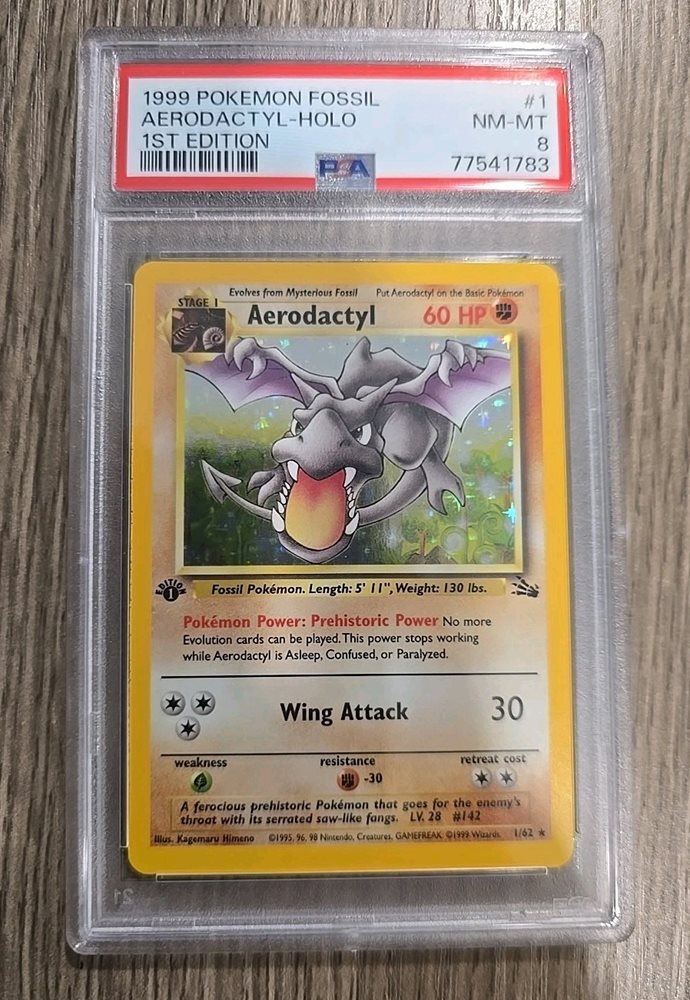 1999 POKEMON FOSSIL #1
AERODACTYL-HOLO NM-MT
1ST EDITION 8
PSA 77541783
Evolves from Mysterious Fossil Put Aerodactyl on the Basic Pokémon
STAGE 1
Aerodactyl 60 HP
EDITION
1
Fossil Pokémon. Length: 5' 11", Weight: 130 lbs.
Pokémon Power: Prehistoric Power No more
Evolution cards can be played. This power stops working
while Aerodactyl is Asleep, Confused, or Paralyzed.
Wing Attack 30
weakness resistance retreat cost
-30
A ferocious prehistoric Pokémon that goes for the enemy's
throat with its serrated saw-like fangs. LV. 28 #142
Illus. Kagemaru Himeno ©1995, 96, 98 Nintendo, Creatures, GAMEFREAK. ©1999 Wizards. 1/62 ★